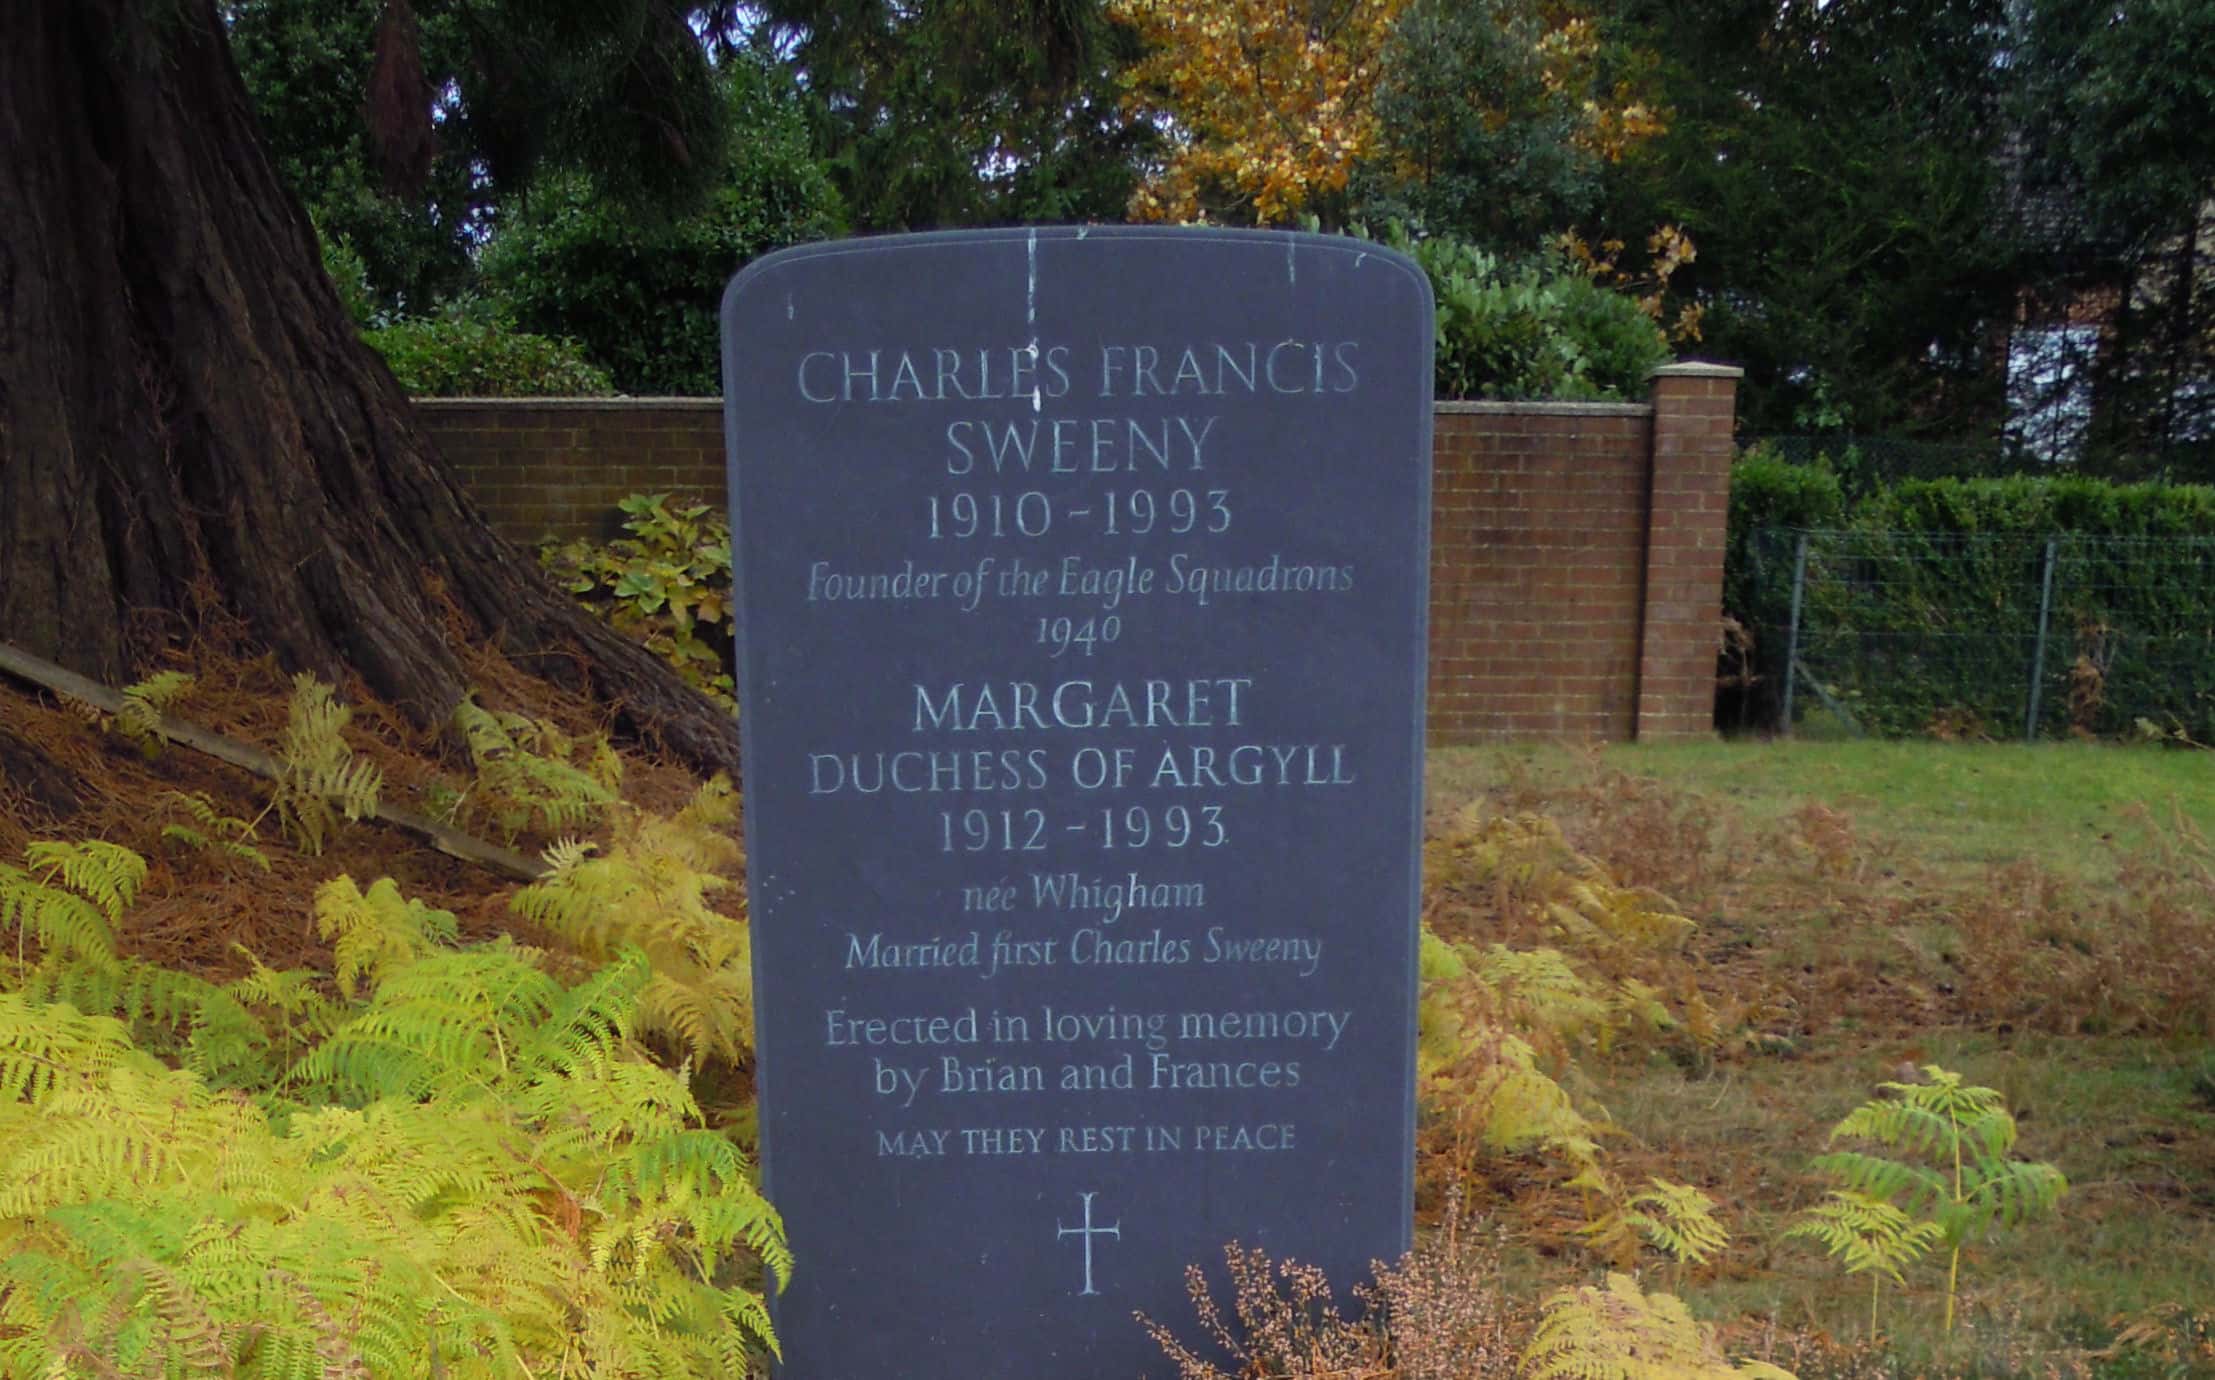 CHARLES FRANCIS
SWEENY
1910-1993
Founder of the Eagle Squadrons
1940
MARGARET
DUCHESS OF ARGYLL
1912-1993
née Whigham
Married first Charles Sweeny
Erected in loving memory
by Brian and Frances
MAY THEY REST IN PEACE